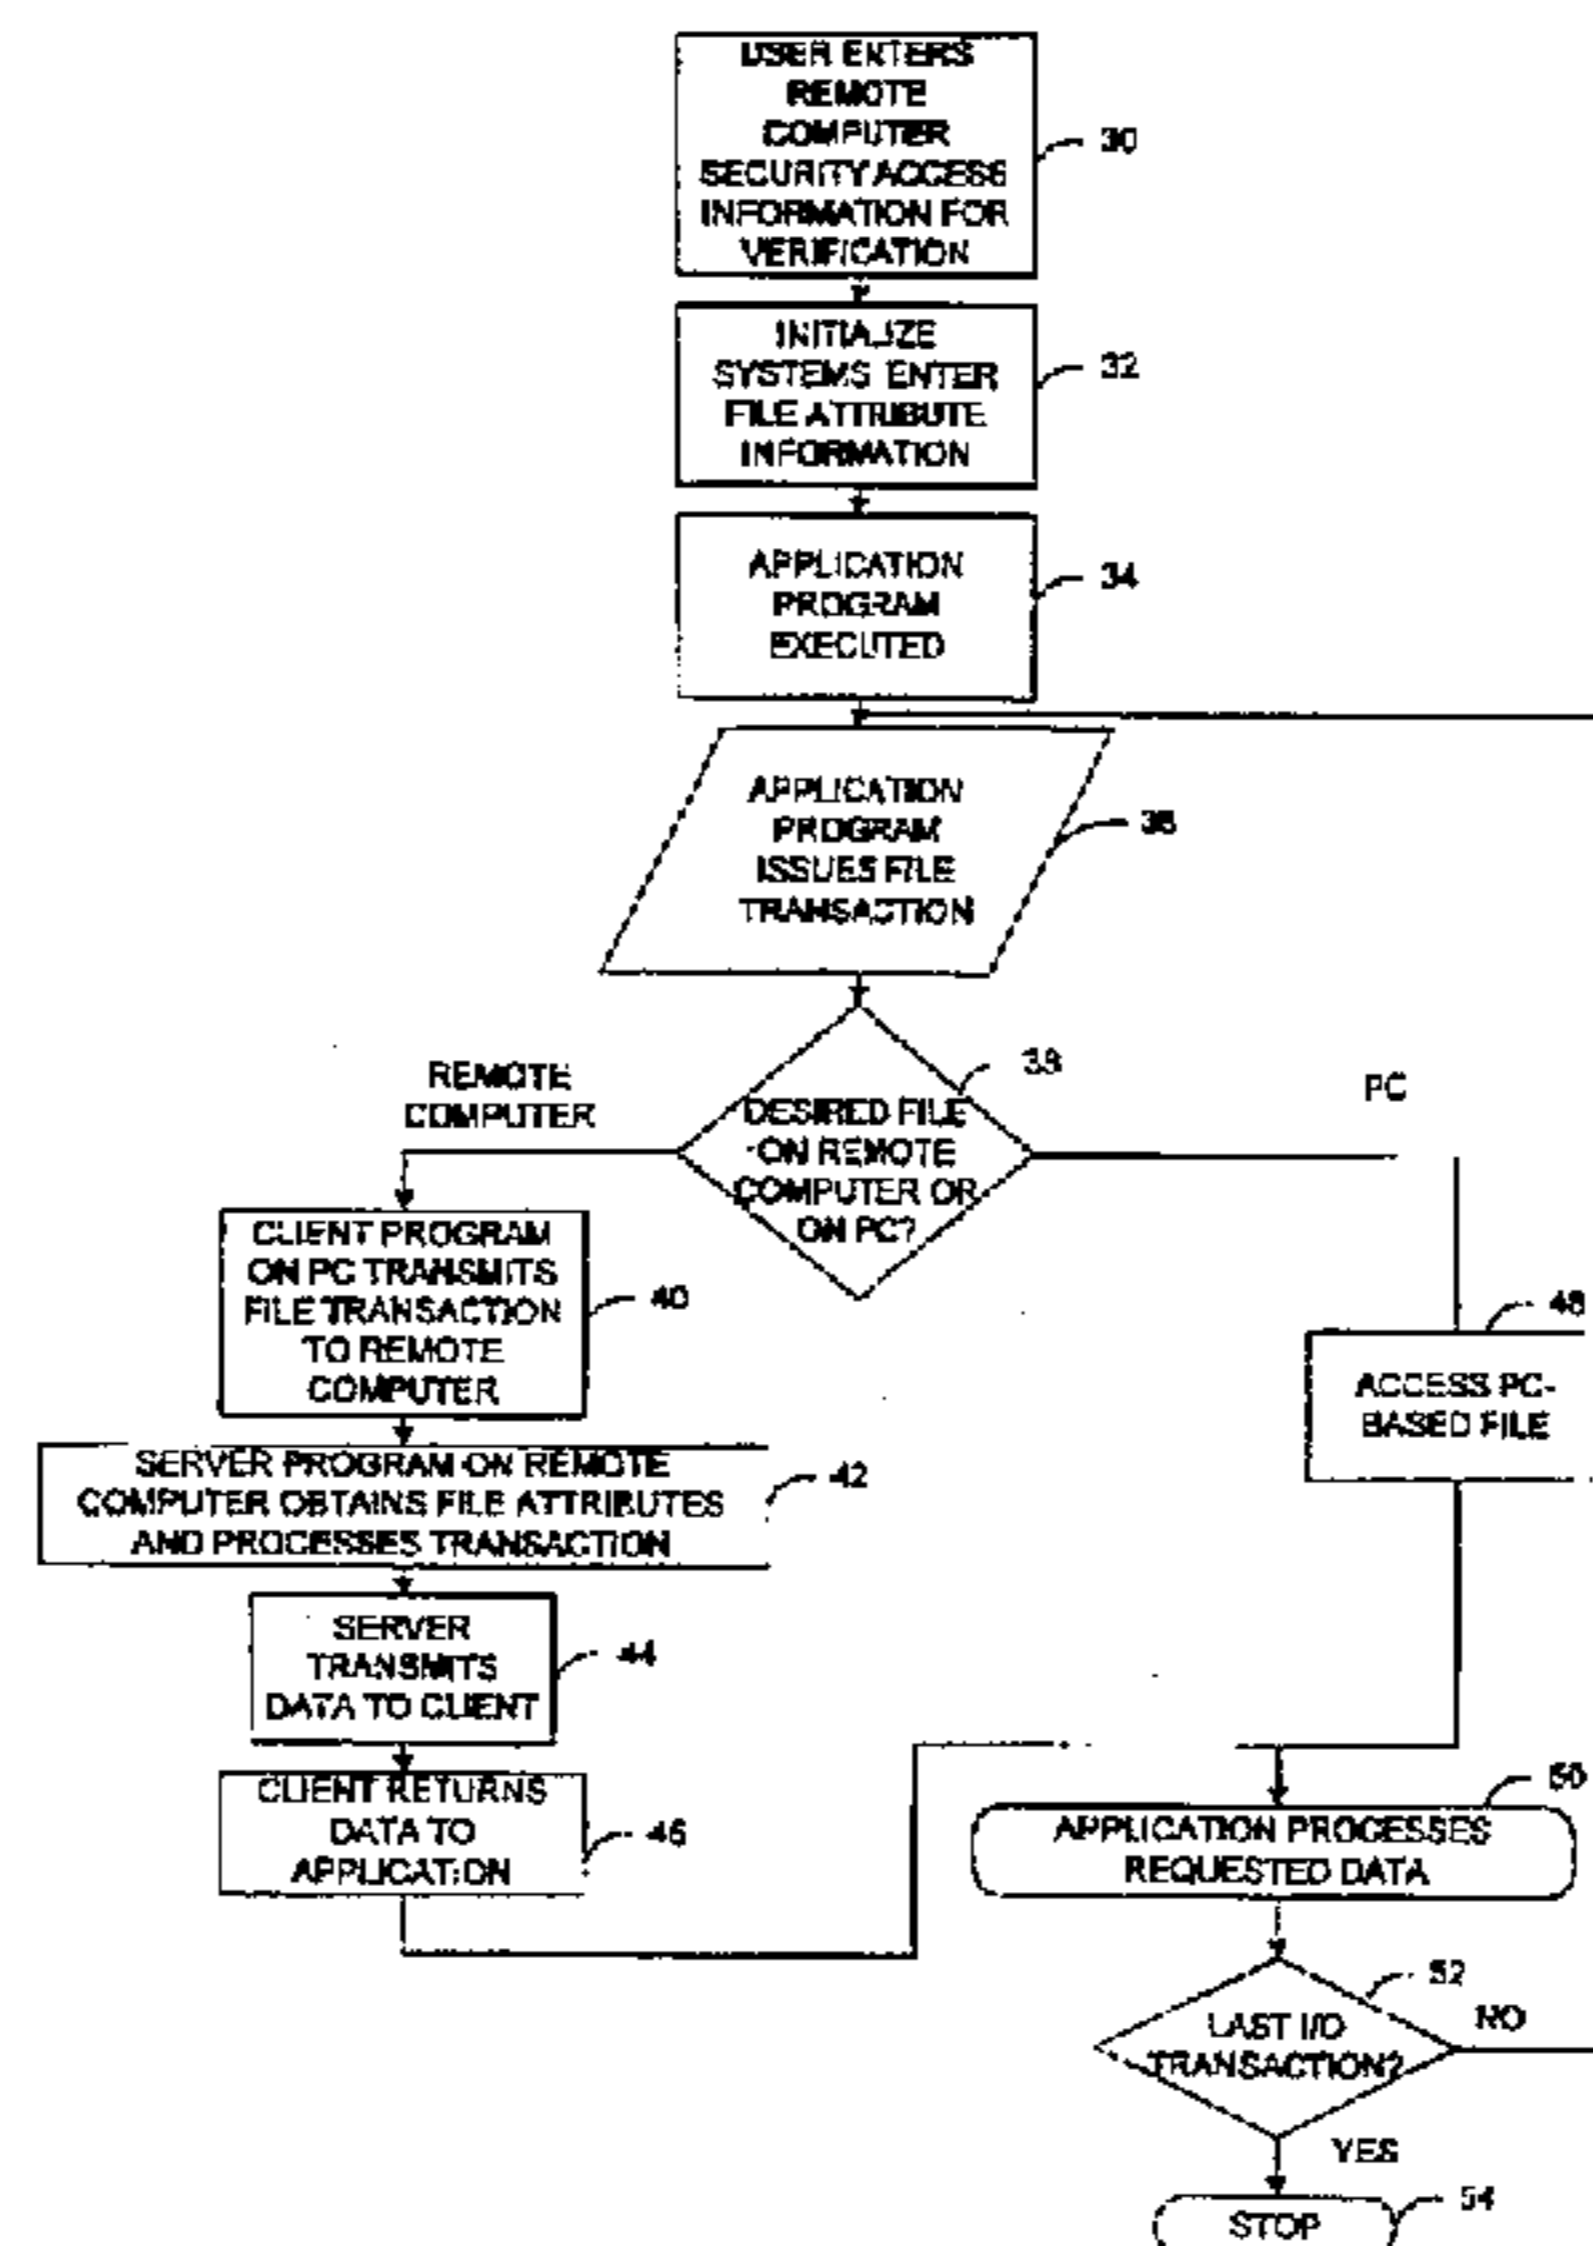 USER ENTERS
REMOTE
COMPUTER
SECURITY ACCESS
INFORMATION FOR
VERIFICATION
30
INITIALIZE
SYSTEMS ENTER
FILE ATTRIBUTE
INFORMATION
32
APPLICATION
PROGRAM
EXECUTED
34
APPLICATION
PROGRAM
ISSUES FILE
TRANSACTION
REMOTE
COMPUTER
DESIRED FILE
ON REMOTE
COMPUTER OR
ON PC?
PC
CLIENT PROGRAM
ON PC TRANSMITS
FILE TRANSACTION
TO REMOTE
COMPUTER
40
48
ACCESS PC-
BASED FILE
SERVER PROGRAM ON REMOTE
COMPUTER OBTAINS FILE ATTRIBUTES
AND PROCESSES TRANSACTION
42
SERVER
TRANSMITS
DATA TO CLIENT
44
CLIENT RETURNS
DATA TO
APPLICATION
46
50
APPLICATION PROCESSES
REQUESTED DATA
52
LAST I/O
TRANSACTION?
NO
YES
54
STOP